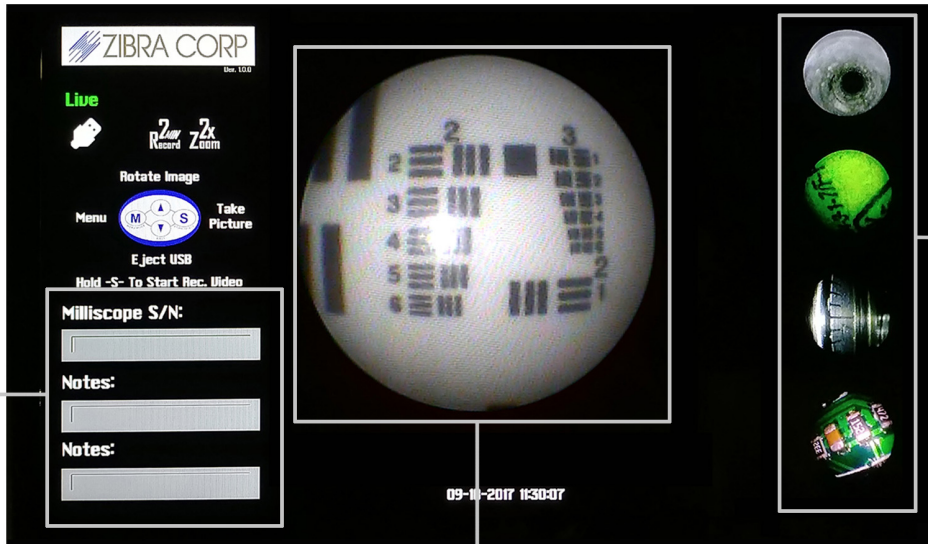 ZIBRA CORP
Ver. 1.0.0
Live
2MIN Record 2x Zoom
Rotate Image
Menu
M S
Take
Picture
Eject USB
Hold -S- To Start Rec. Video
Milliscope S/N:
Notes:
Notes:
2 3
2
3
4
5
6
1
2
3
4
5
6
2
1
09-18-2017 11:30:07